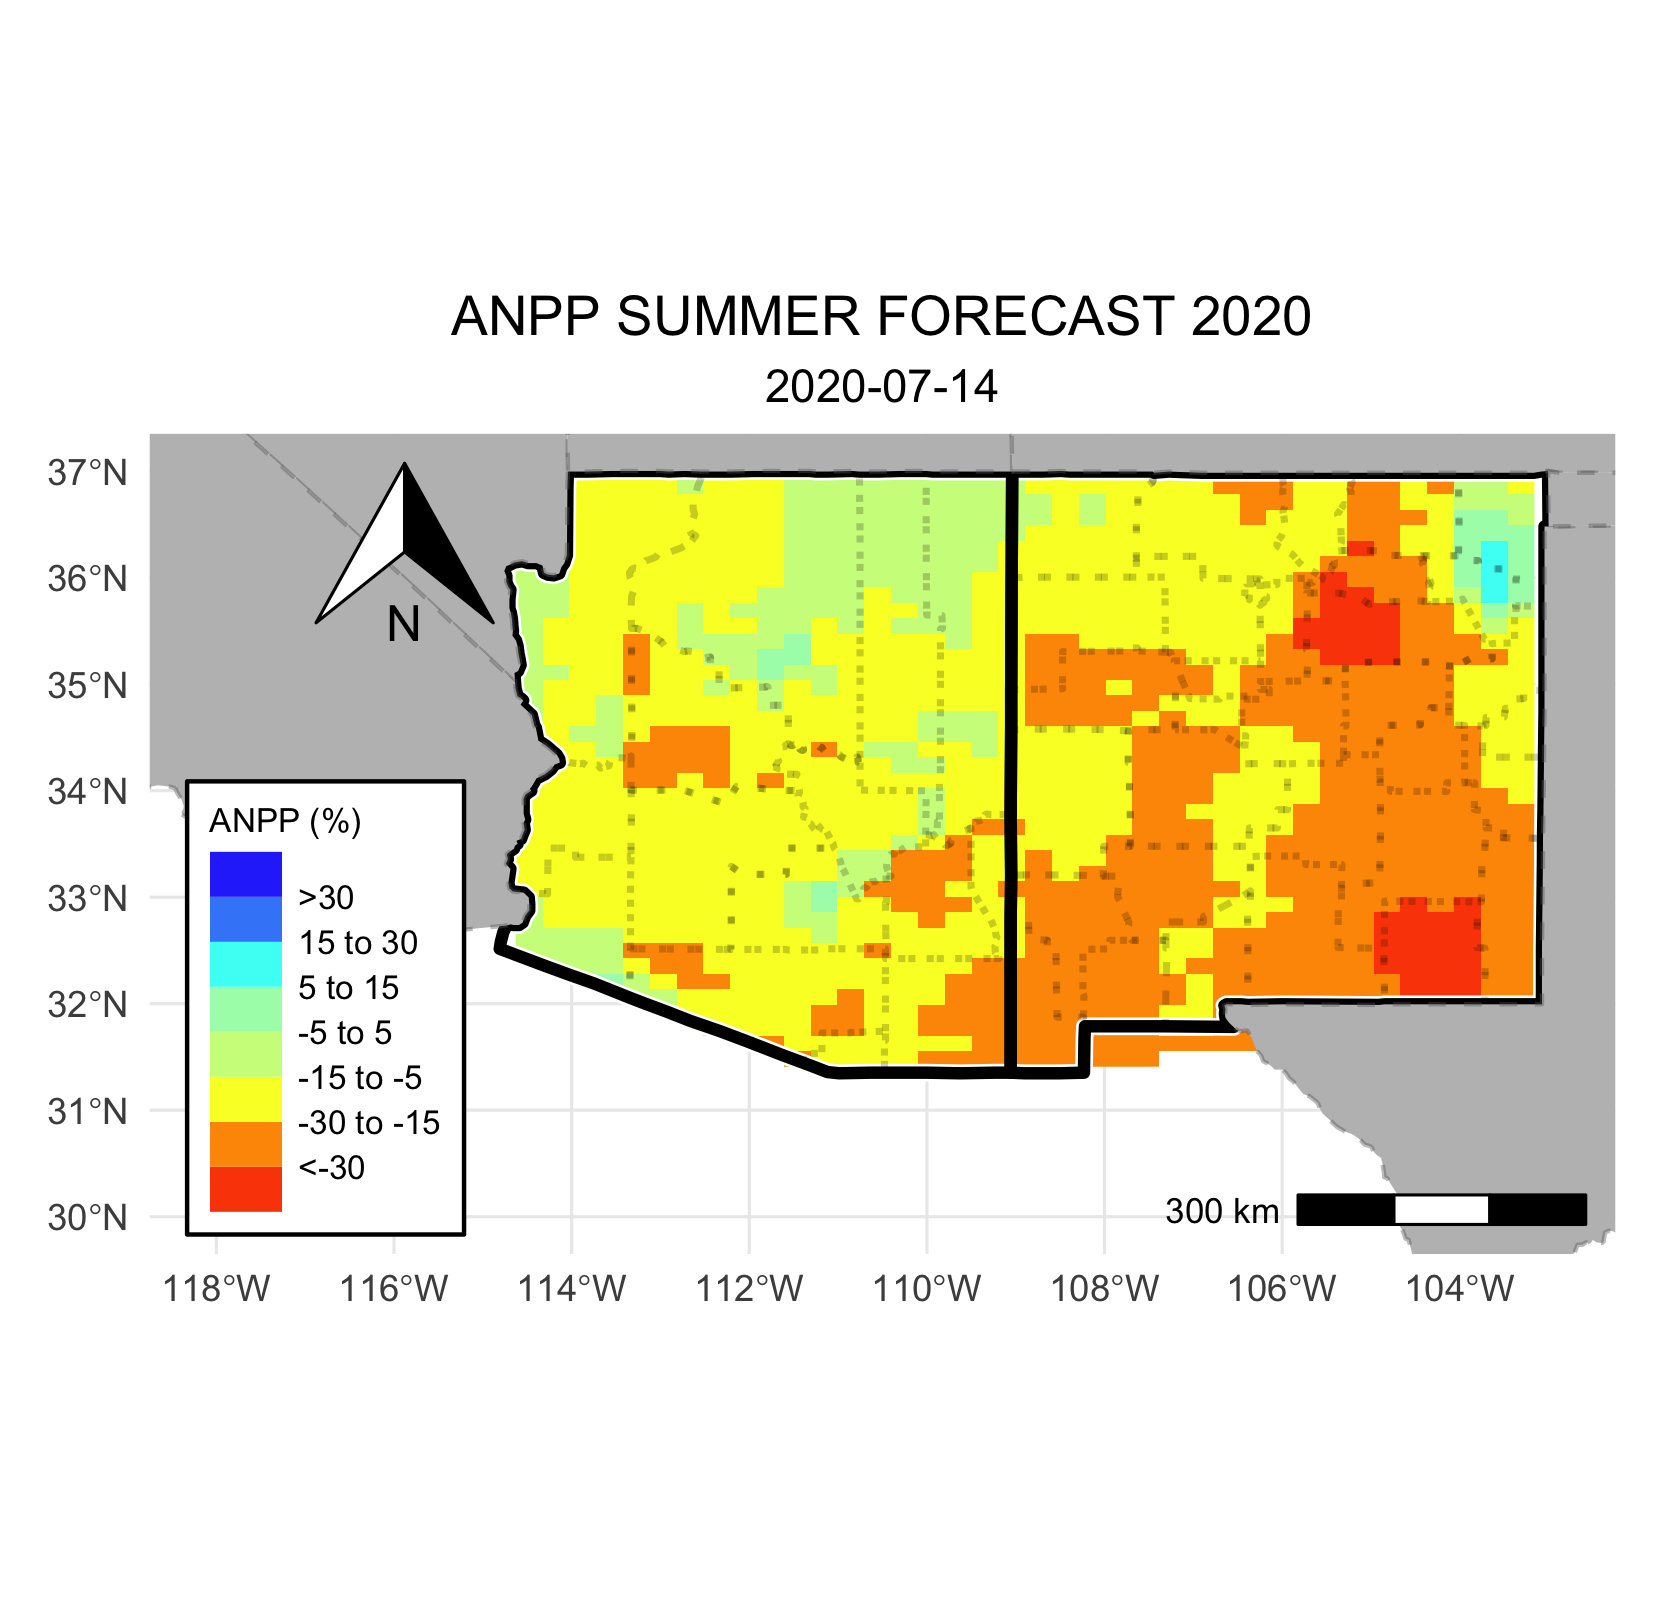 ANPP SUMMER FORECAST 2020
2020-07-14
37°N
36°N
35°N
34°N
33°N
32°N
31°N
30°N
N
ANPP (%)
>30
15 to 30
5 to 15
-5 to 5
-15 to -5
-30 to -15
<-30
300 km
118°W 116°W 114°W 112°W 110°W 108°W 106°W 104°W